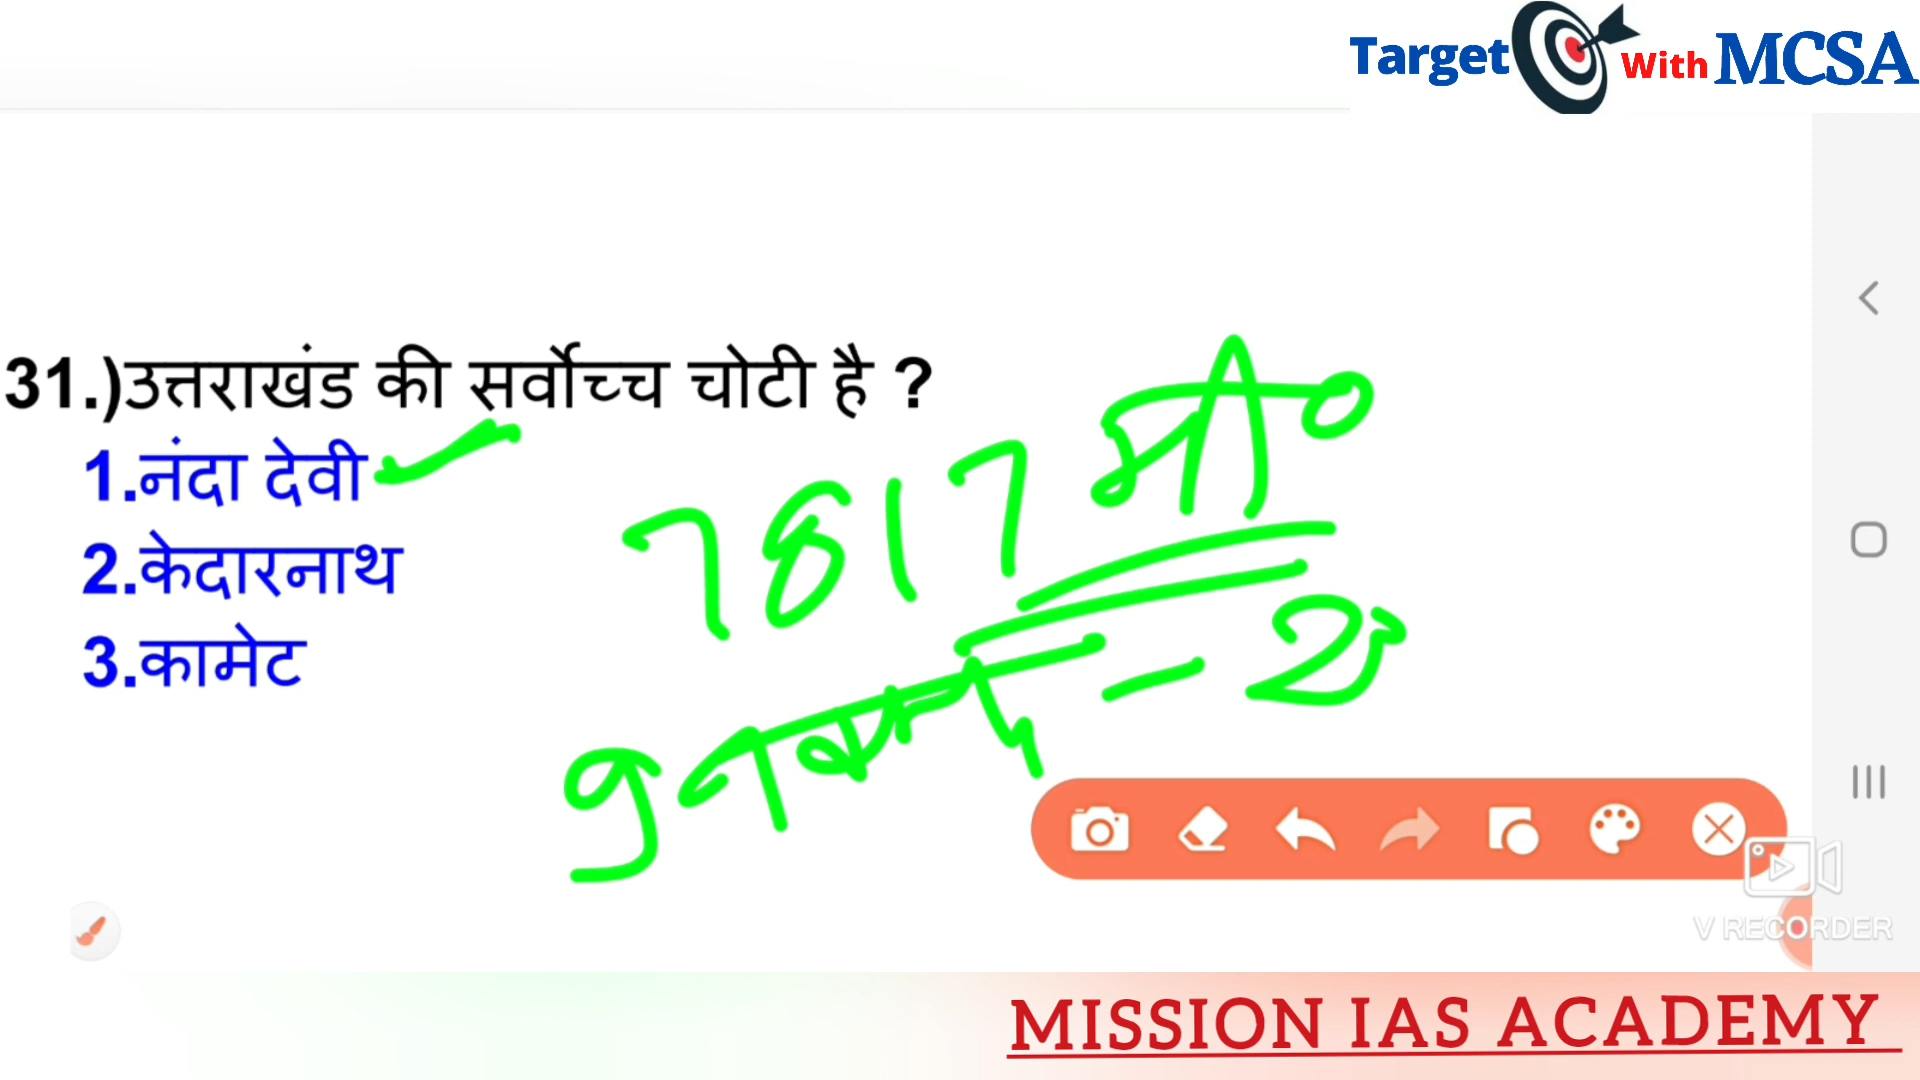 Target With MCSA
31.)उत्तराखंड की सर्वोच्च चोटी है ?
1.नंदा देवी
7817 मी०
2.केदारनाथ
3.कामेट
V RECORDER
MISSION IAS ACADEMY